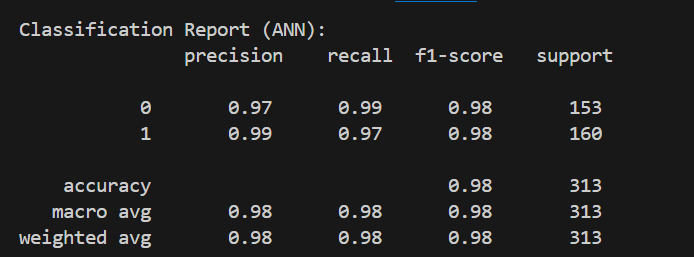 Classification Report (ANN):
precision recall f1-score support
0 0.97 0.99 0.98 153
1 0.99 0.97 0.98 160
accuracy 0.98 313
macro avg 0.98 0.98 0.98 313
weighted avg 0.98 0.98 0.98 313